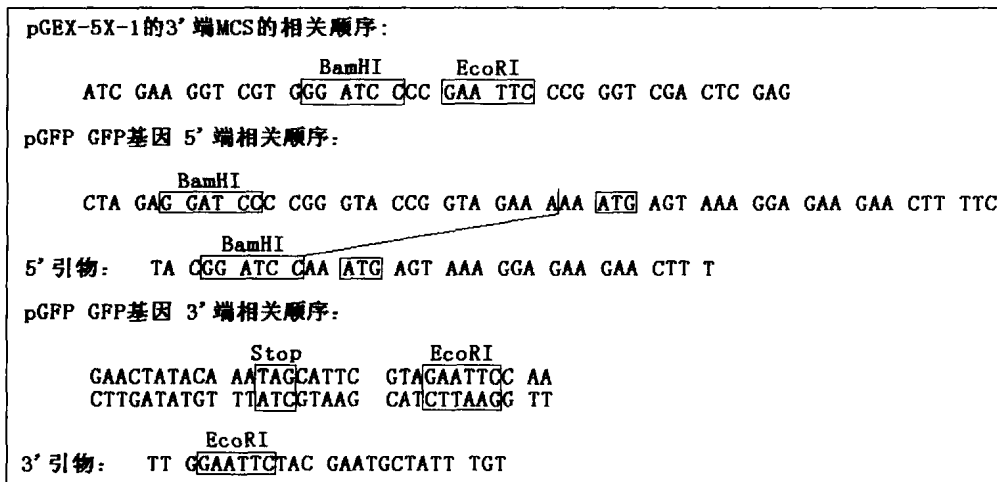 pGEX-5X-1的3'端MCS的相关顺序:
BamHI EcoRI
ATC GAA GGT CGT GGG ATCC CCC GAA TTC CCG GGT CGA CTC GAG
pGFP GFP基因 5'端相关顺序:
BamHI
CTA GAG GAT CCC CGG GTA CCG GTA GAA AAA ATG AGT AAA GGA GAA GAA CTT TTC
BamHI
5'引物: TA CGG ATC CAA ATG AGT AAA GGA GAA GAA CTT T
pGFP GFP基因 3'端相关顺序:
Stop EcoRI
GAACTATACA AATAGCATTC GTAGAATTCC AA
CTTGATATGT TTATCGTAAG CATCTTAAGG TT
EcoRI
3'引物: TT GGAATTCTAC GAATGCTATT TGT